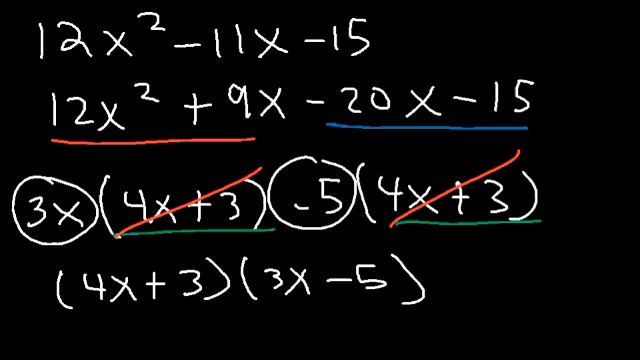 12x² - 11x - 15
12x² + 9x - 20x - 15
3x(4x+3) -5(4x+3)
(4x+3)(3x-5)